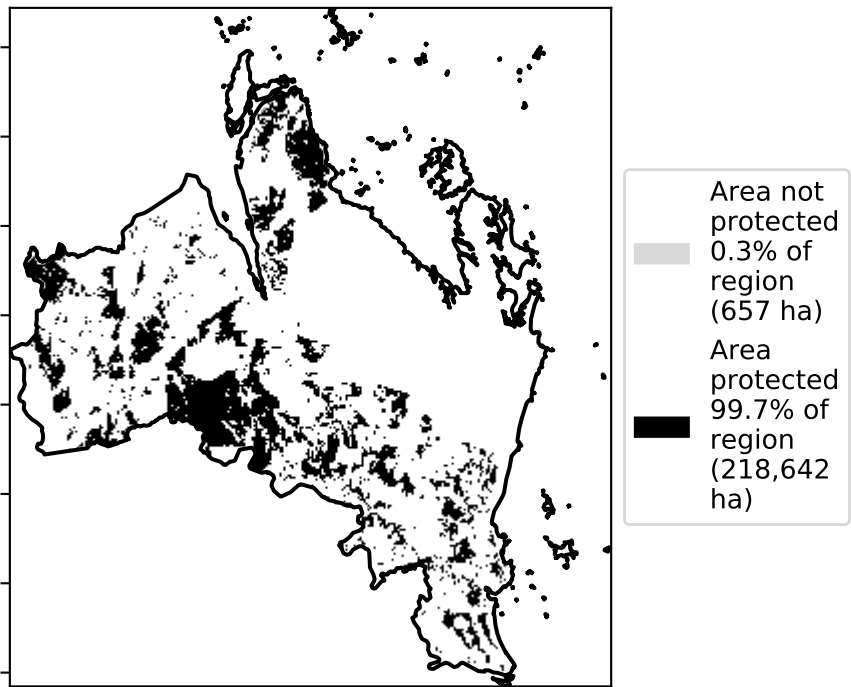 Area not
protected
0.3% of
region
(657 ha)
Area
protected
99.7% of
region
(218,642
ha)